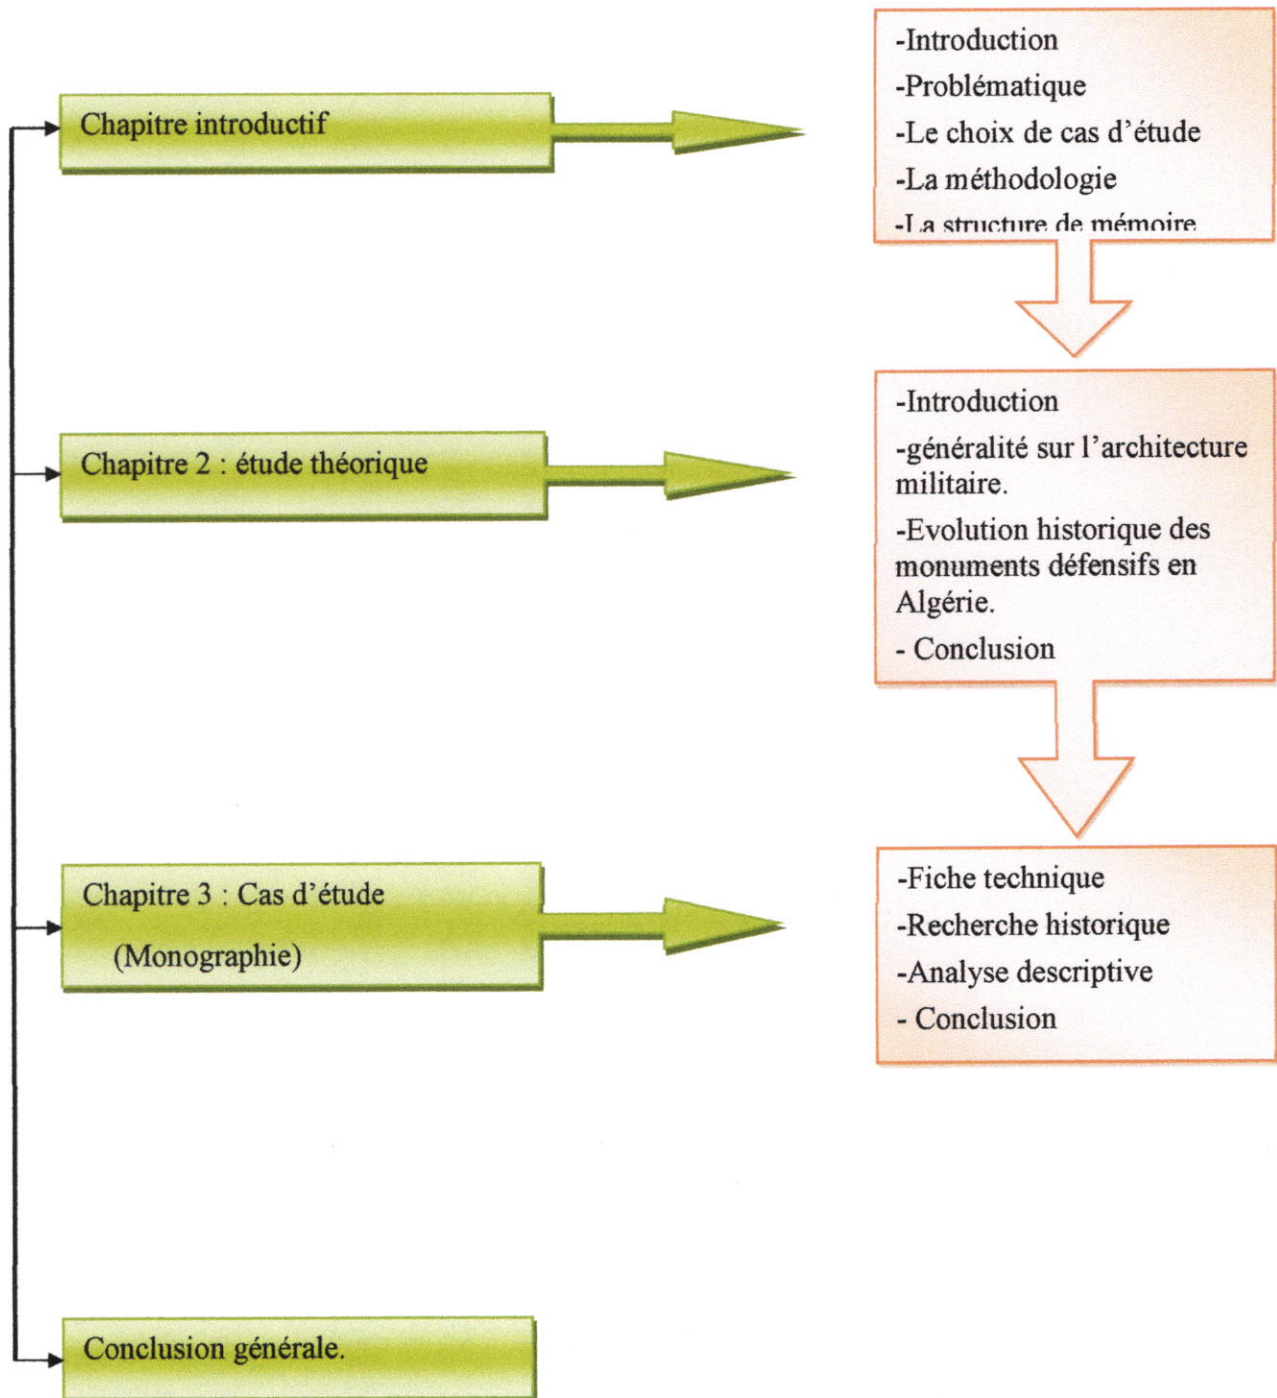 Chapitre introductif
-Introduction
-Problématique
-Le choix de cas d'étude
-La méthodologie
-La structure de mémoire
Chapitre 2 : étude théorique
-Introduction
-généralité sur l'architecture
militaire.
-Evolution historique des
monuments défensifs en
Algérie.
- Conclusion
Chapitre 3 : Cas d'étude
(Monographie)
-Fiche technique
-Recherche historique
-Analyse descriptive
- Conclusion
Conclusion générale.